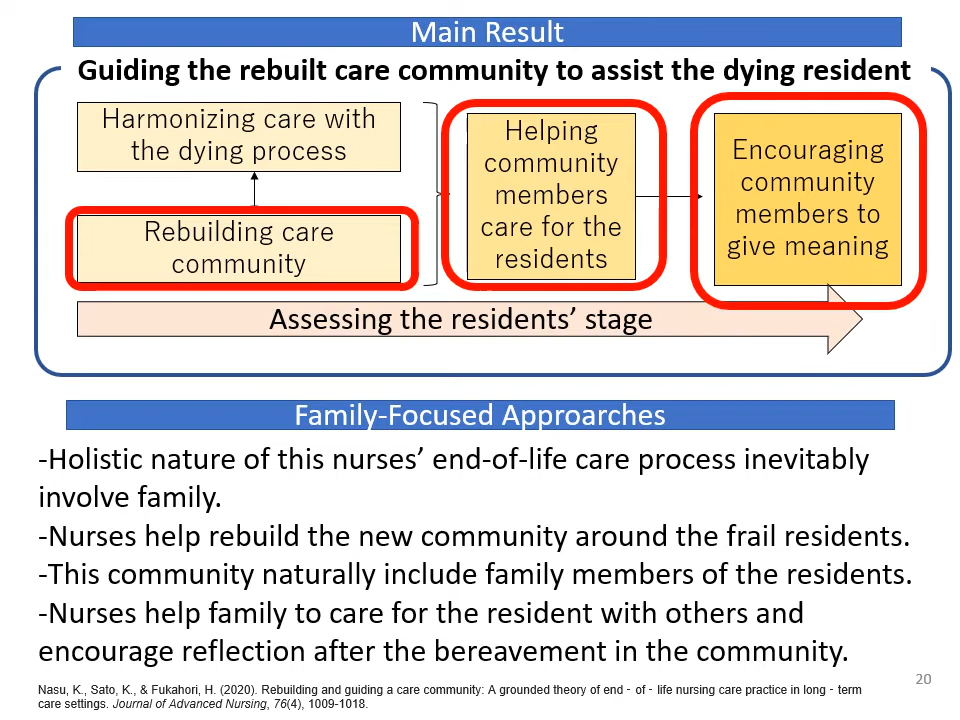 Main Result
Guiding the rebuilt care community to assist the dying resident
Harmonizing care with
the dying process
Rebuilding care
community
Helping
community
members
care for the
residents
Encouraging
community
members to
give meaning
Assessing the residents’ stage
Family-Focused Approarches
-Holistic nature of this nurses’ end-of-life care process inevitably
involve family.
-Nurses help rebuild the new community around the frail residents.
-This community naturally include family members of the residents.
-Nurses help family to care for the resident with others and
encourage reflection after the bereavement in the community.
Nasu, K., Sato, K., & Fukahori, H. (2020). Rebuilding and guiding a care community: A grounded theory of end‐of‐life nursing care practice in long‐term
care settings. Journal of Advanced Nursing, 76(4), 1009-1018.
20